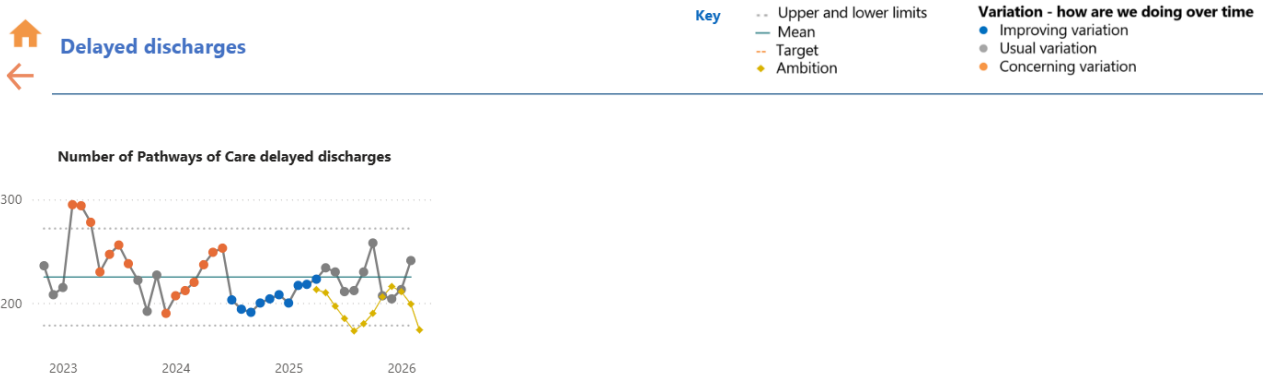 Delayed discharges
Key
Upper and lower limits
Mean
Target
Ambition
Variation - how are we doing over time
Improving variation
Usual variation
Concerning variation
Number of Pathways of Care delayed discharges
300
200
2023 2024 2025 2026